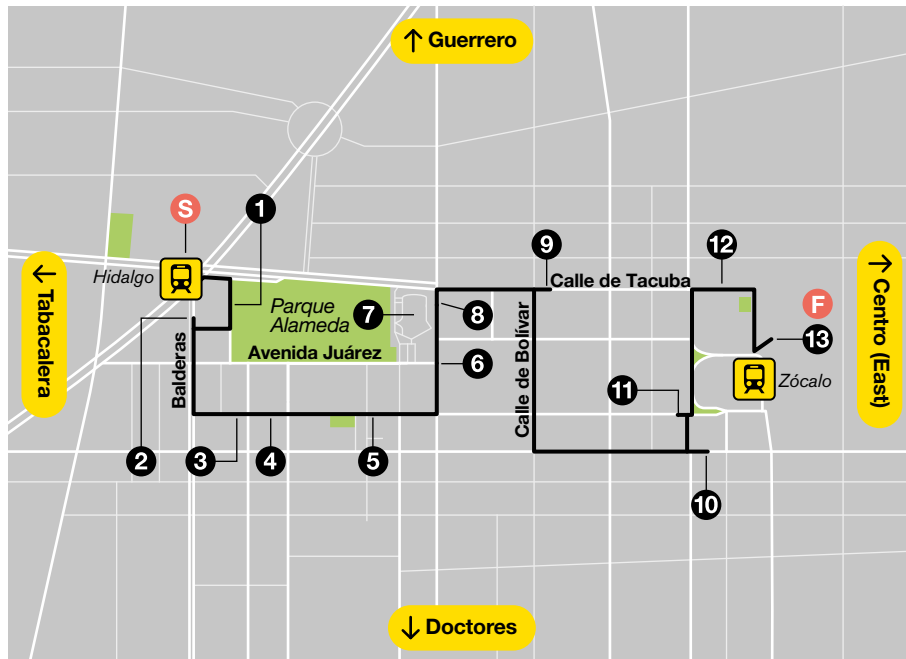 ↑ Guerrero
S
1
9
12
Hidalgo
Calle de Tacuba
← Tabacalera
Parque
Alameda
7
8
F
13
→ Centro (East)
Avenida Juárez
6
Balderas
Calle de Bolívar
11
Zócalo
2
3
4
5
10
↓ Doctores